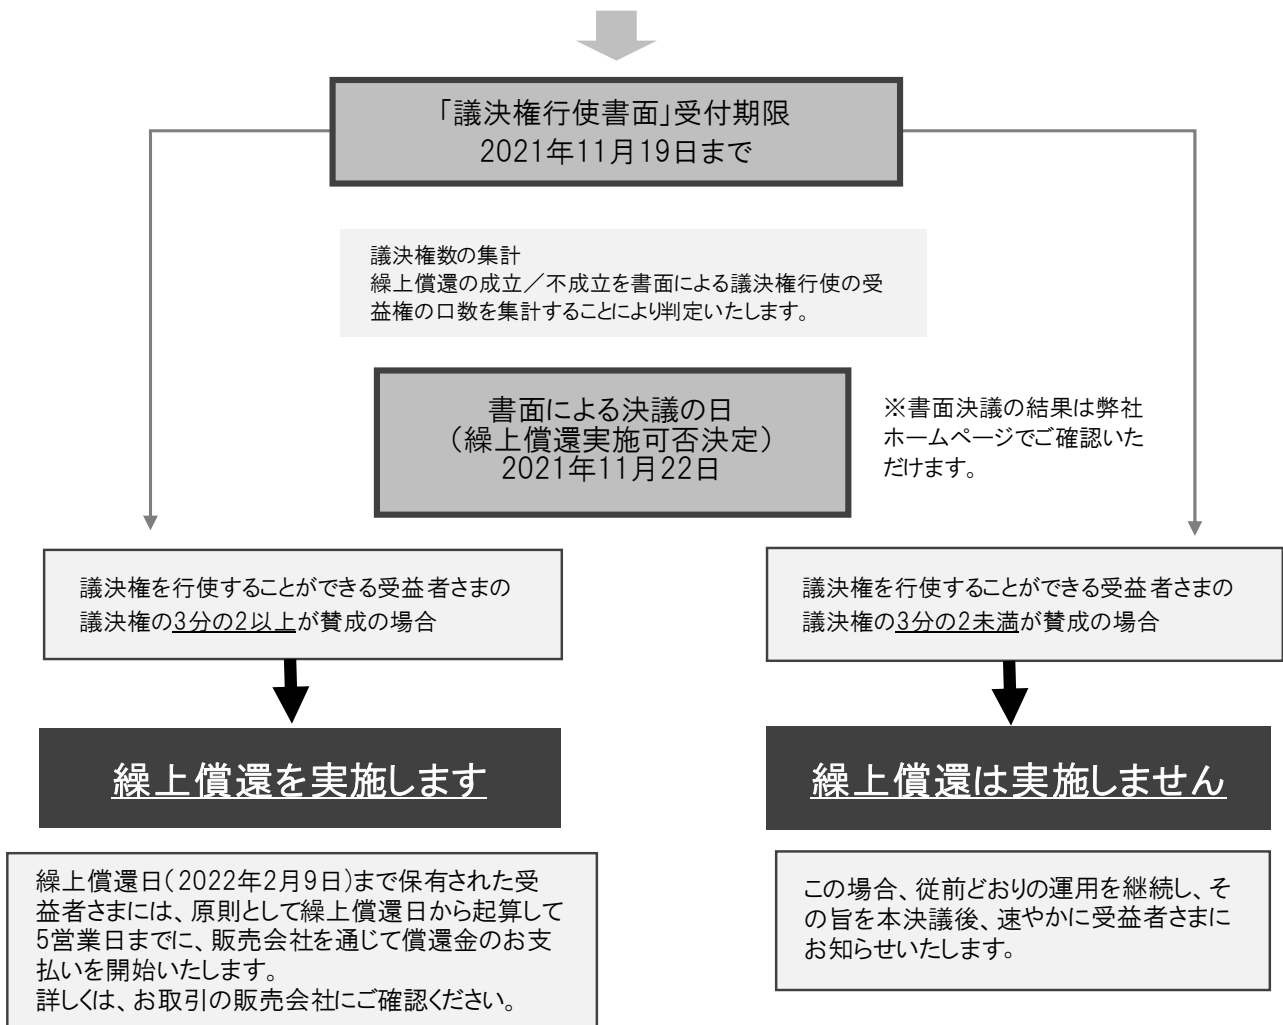 「議決権行使書面」受付期限
2021年11月19日まで
議決権数の集計
繰上償還の成立／不成立を書面による議決権行使の受
益権の口数を集計することにより判定いたします。
書面による決議の日
（繰上償還実施可否決定）
2021年11月22日
※書面決議の結果は弊社
ホームページでご確認いた
だけます。
議決権を行使することができる受益者さまの
議決権の3分の2以上が賛成の場合
議決権を行使することができる受益者さまの
議決権の3分の2未満が賛成の場合
繰上償還を実施します
繰上償還は実施しません
繰上償還日（2022年2月9日）まで保有された受
益者さまには、原則として繰上償還日から起算して
5営業日までに、販売会社を通じて償還金のお支
払いを開始いたします。
詳しくは、お取引の販売会社にご確認ください。
この場合、従前どおりの運用を継続し、そ
の旨を本決議後、速やかに受益者さまに
お知らせいたします。